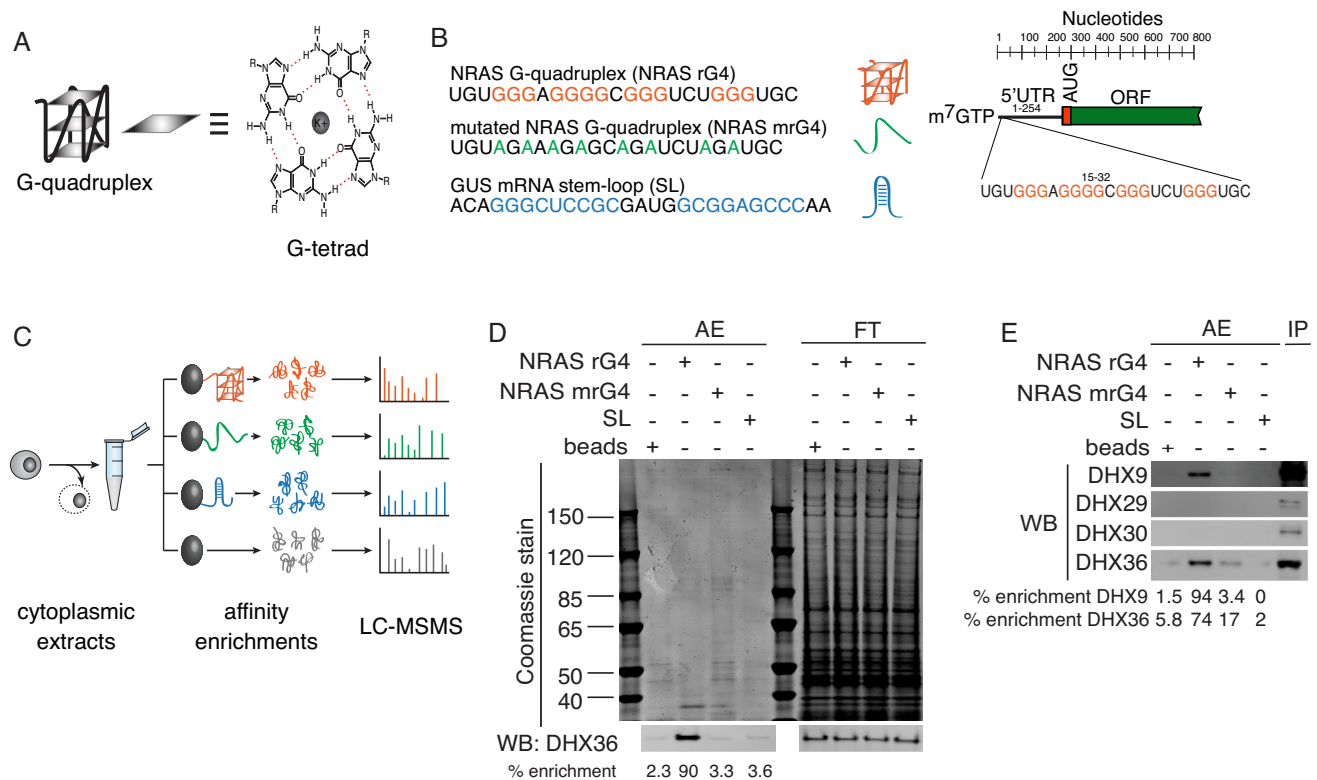 A
G-quadruplex
R
H
H-N
N
O
K+
G-tetrad
B
NRAS G-quadruplex (NRAS rG4)
UGUGGGAGGGGCGGGUCUGGGUGC
mutated NRAS G-quadruplex (NRAS mrG4)
UGUAGAAAGAGCAGAUCUAGAUGC
GUS mRNA stem-loop (SL)
ACAGGGCUCCGCGAUGGCGGAGCCCAA
Nucleotides
1 100 200 300 400 500 600 700 800
m7GTP
5'UTR
1-254
AUG
ORF
15-32
UGUGGGAGGGGCGGGUCUGGGUGC
C
cytoplasmic
extracts
affinity
enrichments
LC-MSMS
D
AE FT
NRAS rG4 - + - - - + - -
NRAS mrG4 - - + - - - + -
SL - - - + - - - +
beads + - - - + - - -
Coomassie stain
150
120
85
65
50
40
WB: DHX36
% enrichment 2.3 90 3.3 3.6
E
AE IP
NRAS rG4 - + - -
NRAS mrG4 - - + -
SL - - - +
beads + - - -
WB
DHX9
DHX29
DHX30
DHX36
% enrichment DHX9 1.5 94 3.4 0
% enrichment DHX36 5.8 74 17 2